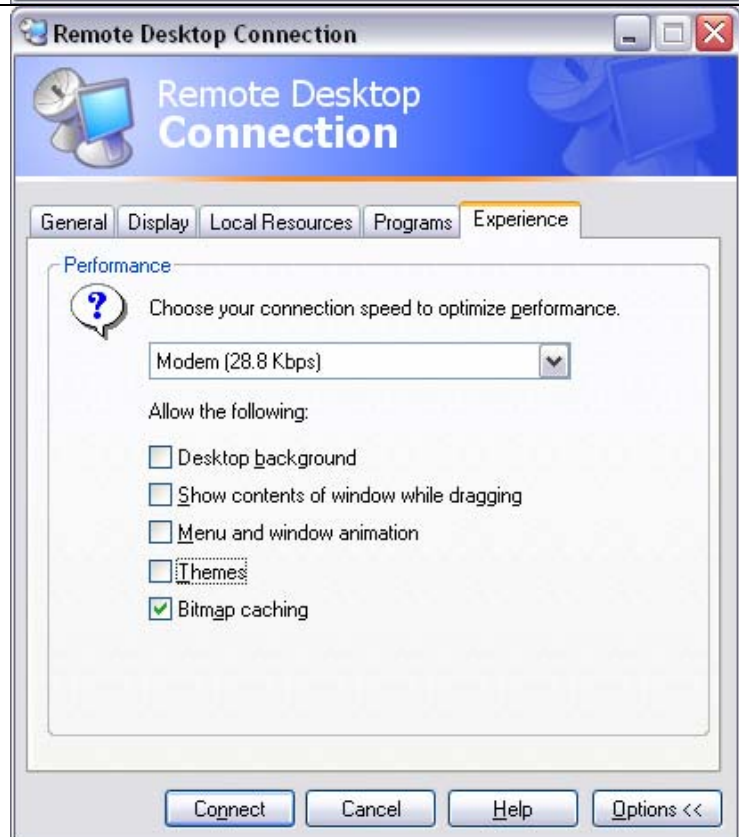 Remote Desktop Connection
Remote Desktop
Connection
General Display Local Resources Programs Experience
Performance
?
Choose your connection speed to optimize performance.
Modem (28.8 Kbps)
Allow the following:
Desktop background
Show contents of window while dragging
Menu and window animation
Themes
Bitmap caching
Connect Cancel Help Options <<